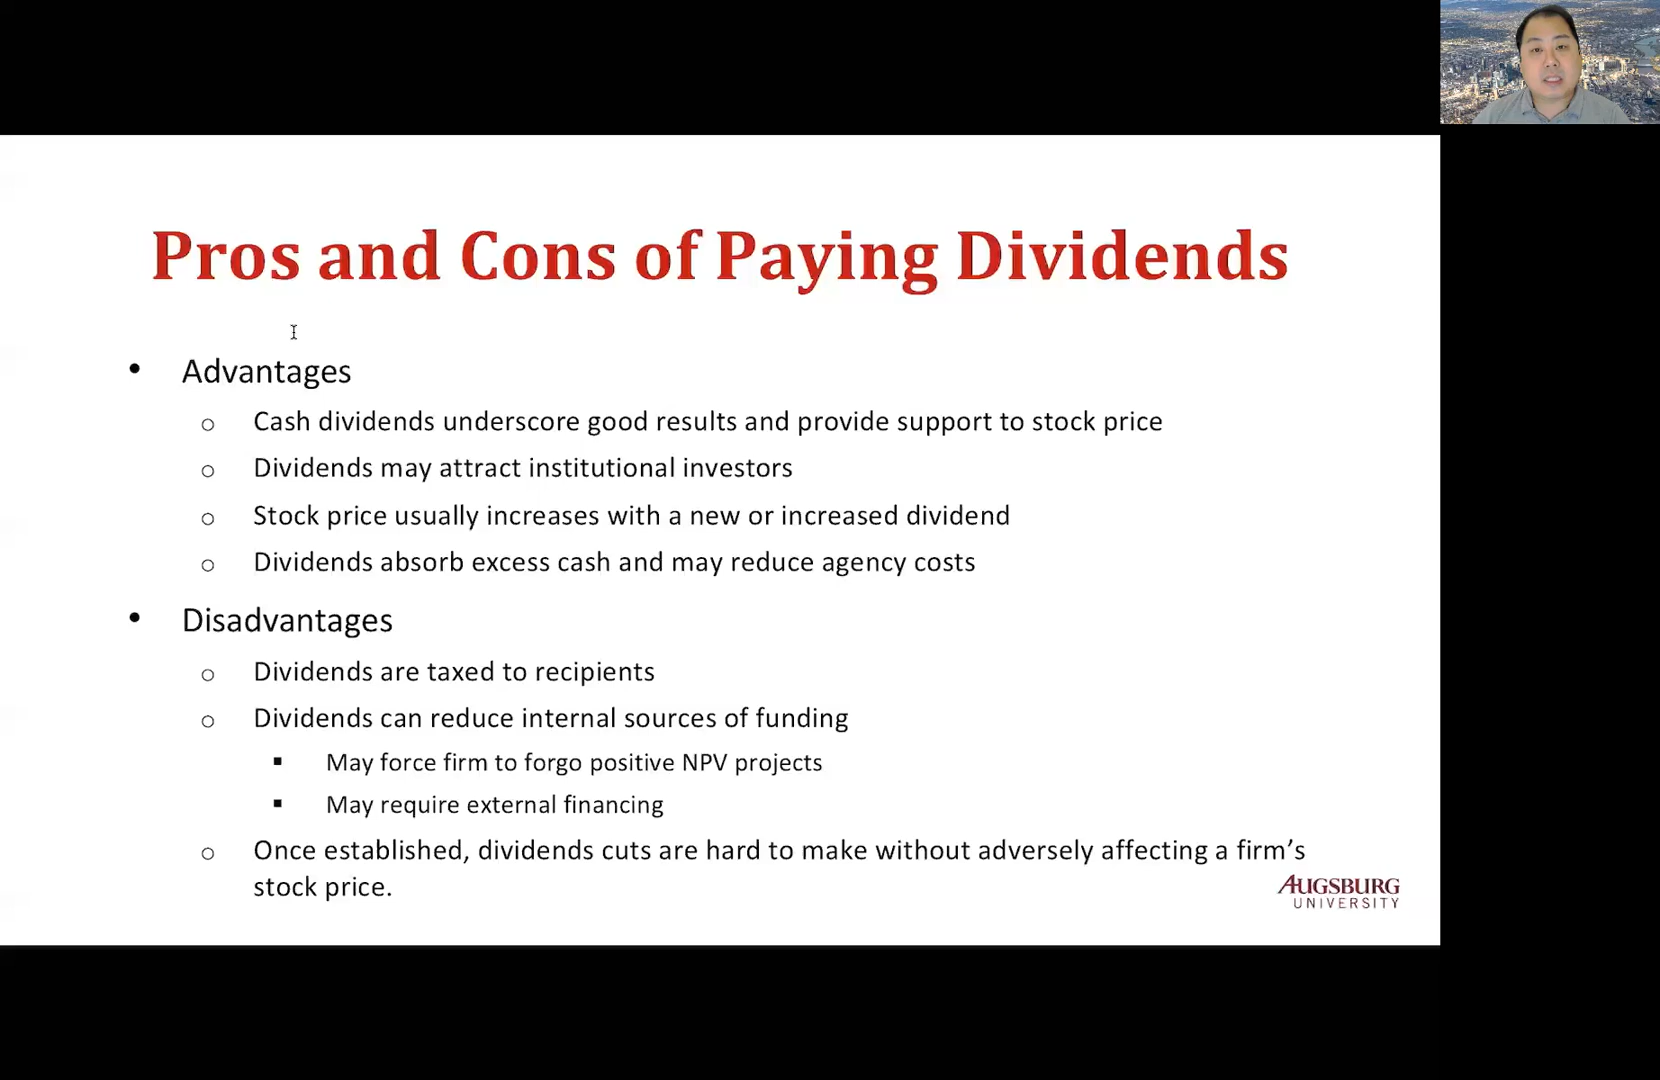 Pros and Cons of Paying Dividends
• Advantages
o Cash dividends underscore good results and provide support to stock price
o Dividends may attract institutional investors
o Stock price usually increases with a new or increased dividend
o Dividends absorb excess cash and may reduce agency costs
• Disadvantages
o Dividends are taxed to recipients
o Dividends can reduce internal sources of funding
▪ May force firm to forgo positive NPV projects
▪ May require external financing
o Once established, dividends cuts are hard to make without adversely affecting a firm’s
stock price.
AUGSBURG
UNIVERSITY